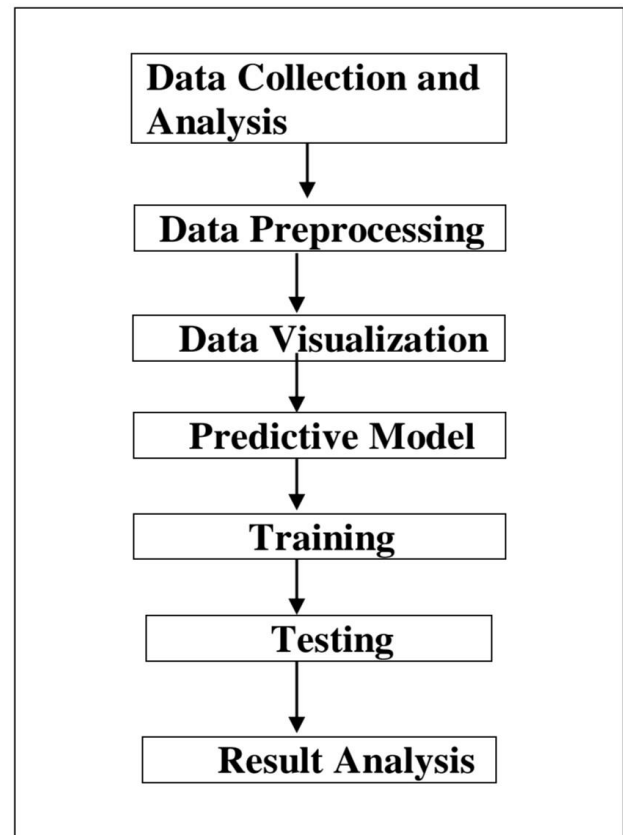 Data Collection and
Analysis
Data Preprocessing
Data Visualization
Predictive Model
Training
Testing
Result Analysis